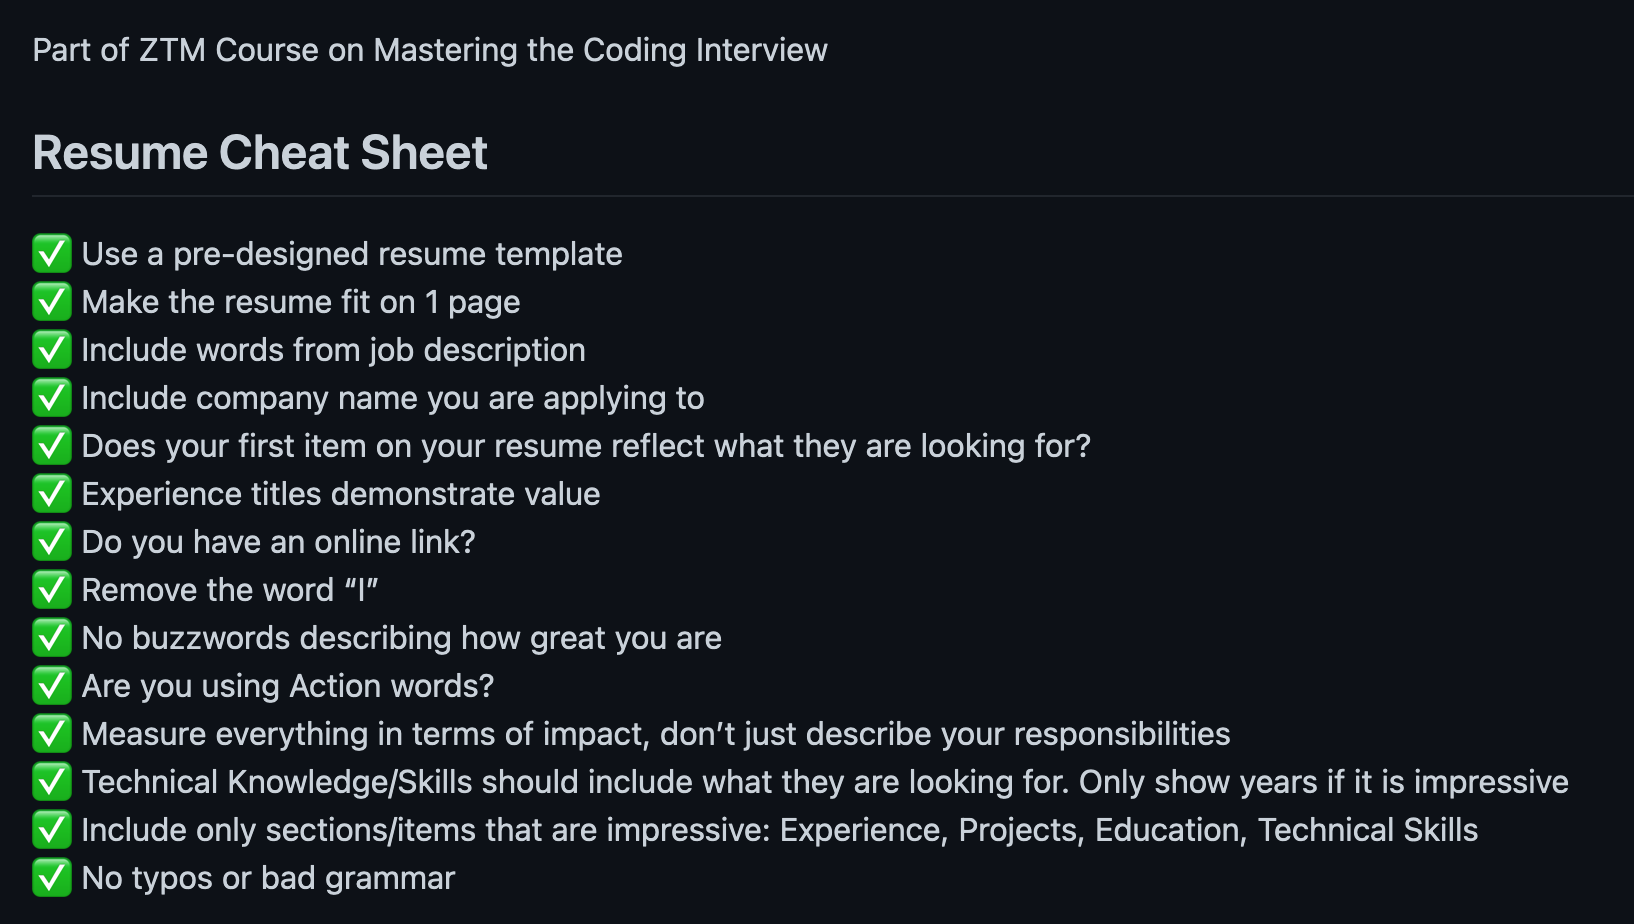 Part of ZTM Course on Mastering the Coding Interview
Resume Cheat Sheet
✅ Use a pre-designed resume template
✅ Make the resume fit on 1 page
✅ Include words from job description
✅ Include company name you are applying to
✅ Does your first item on your resume reflect what they are looking for?
✅ Experience titles demonstrate value
✅ Do you have an online link?
✅ Remove the word “I”
✅ No buzzwords describing how great you are
✅ Are you using Action words?
✅ Measure everything in terms of impact, don’t just describe your responsibilities
✅ Technical Knowledge/Skills should include what they are looking for. Only show years if it is impressive
✅ Include only sections/items that are impressive: Experience, Projects, Education, Technical Skills
✅ No typos or bad grammar